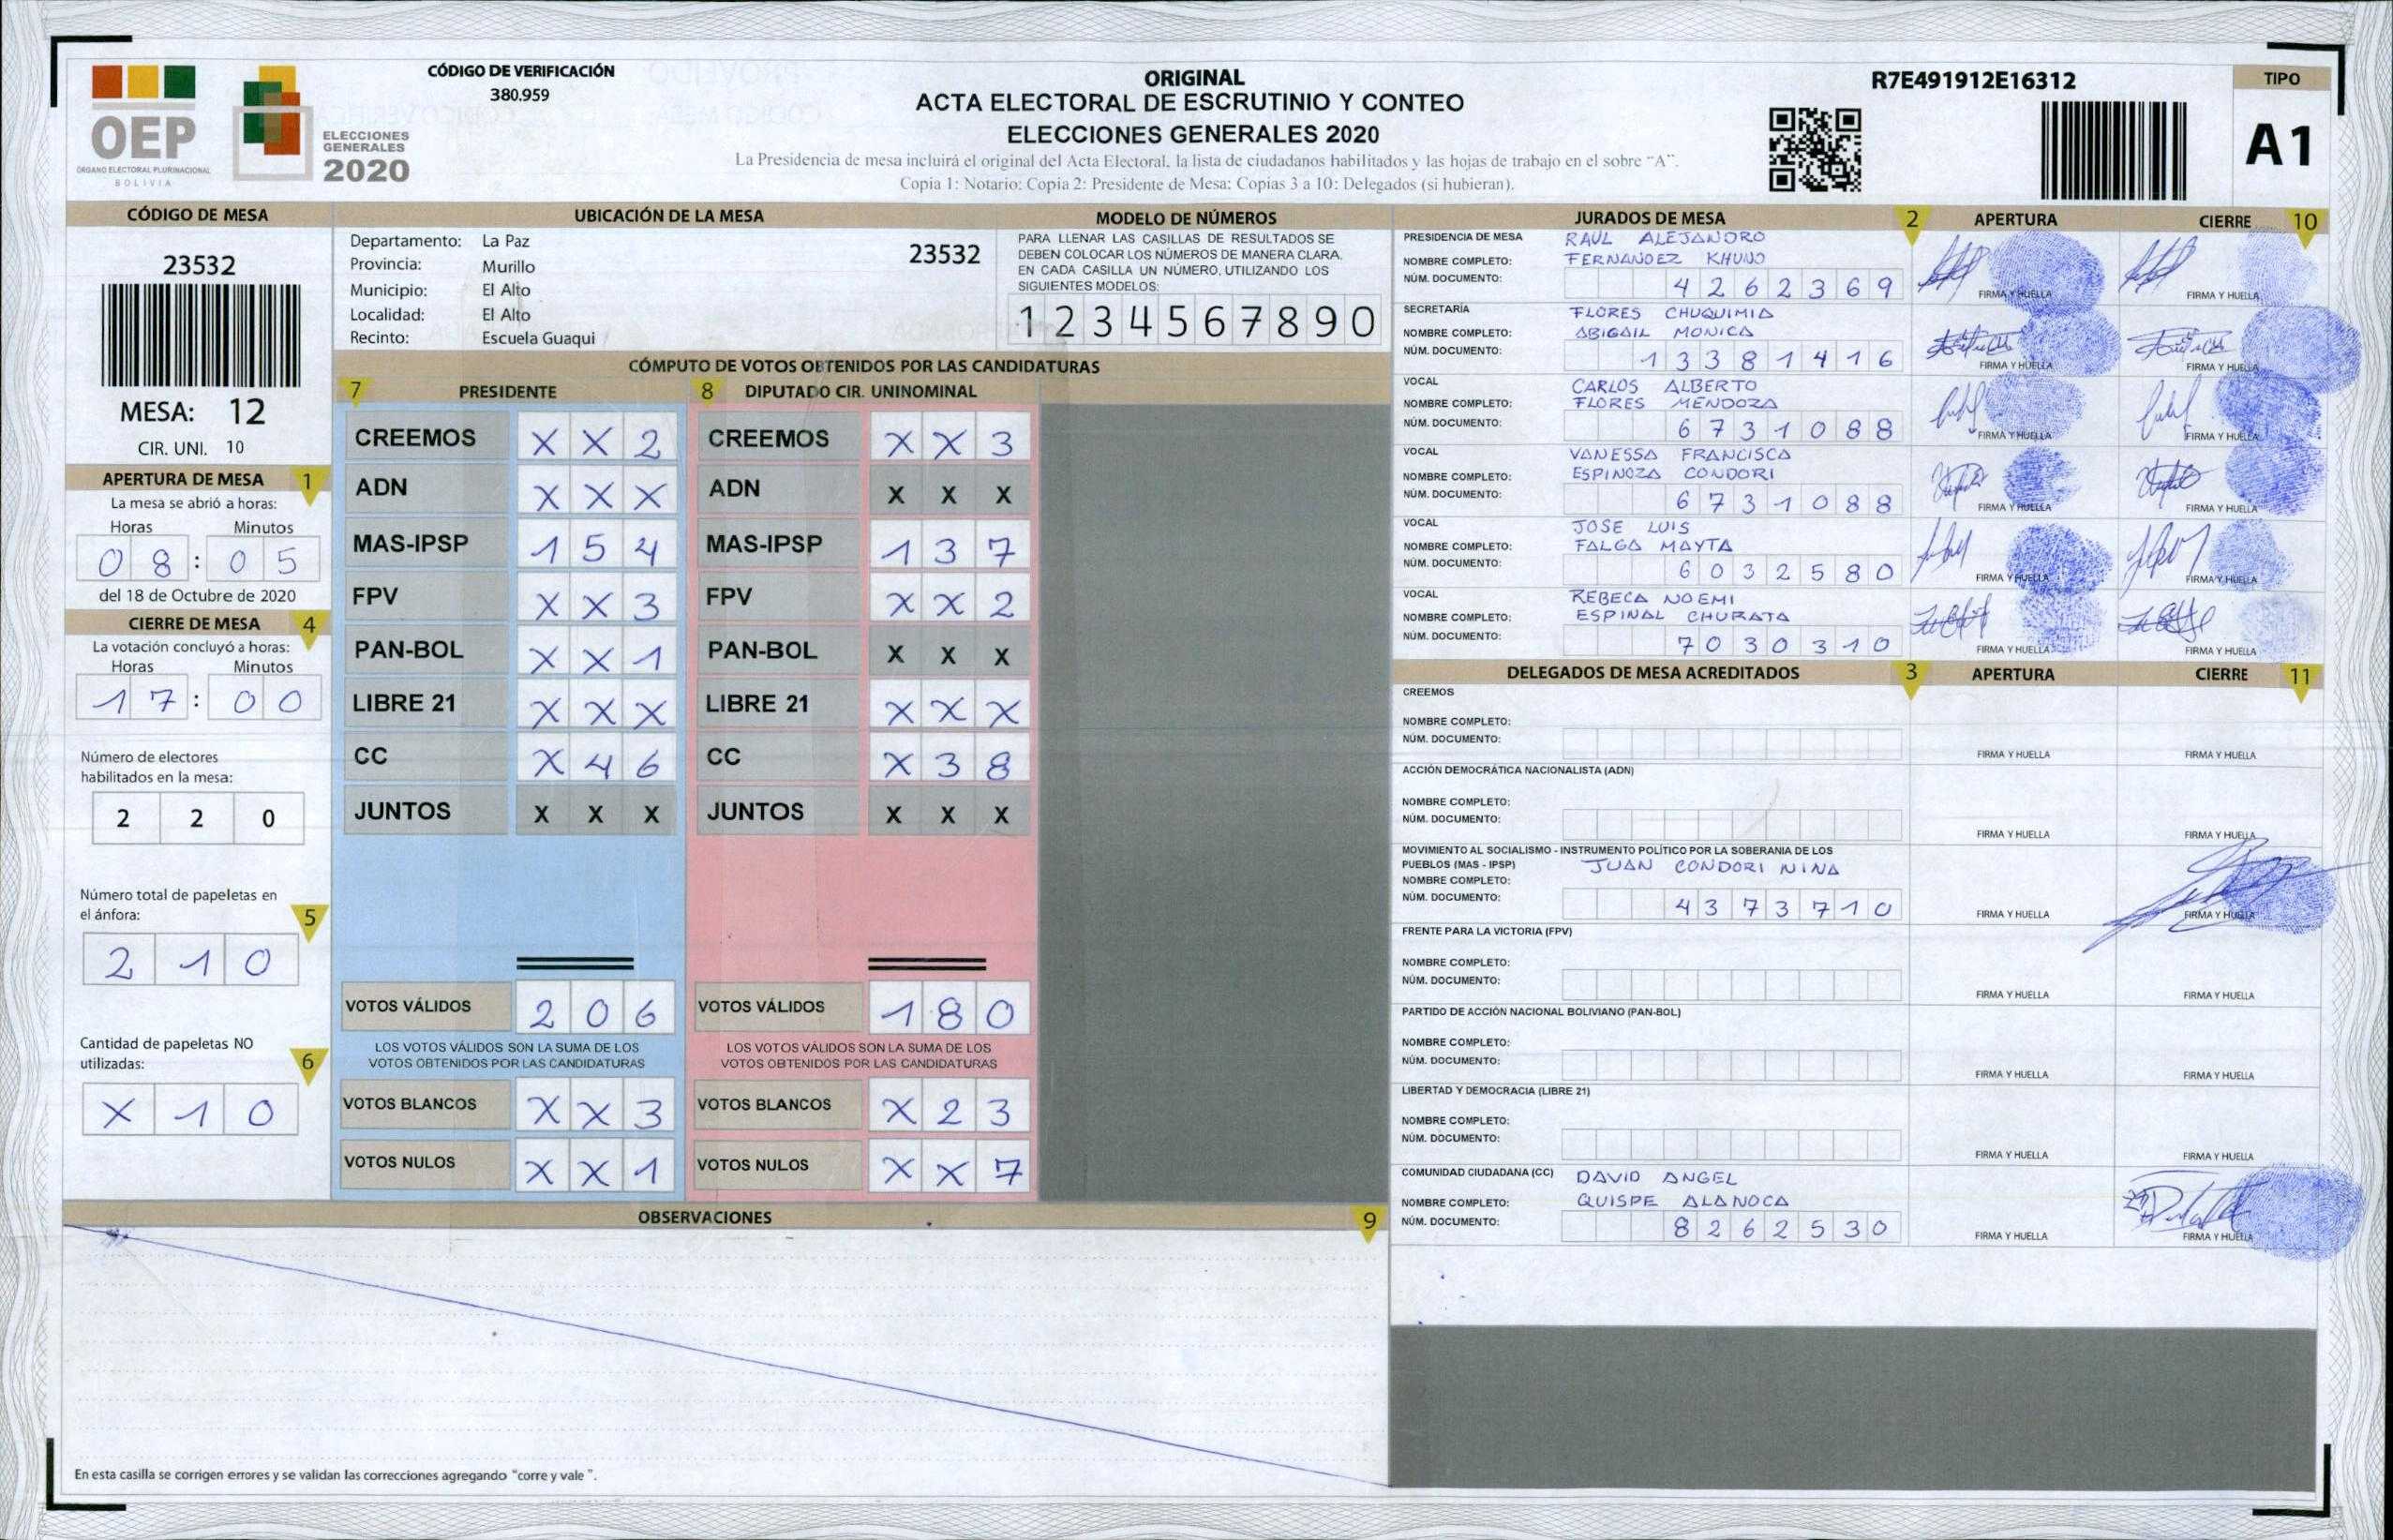 CÓDIGO DE VERIFICACIÓN
380.959
OEP
ÓRGANO ELECTORAL PLURINACIONAL
BOLIVIA
ELECCIONES
GENERALES
2020
ORIGINAL
ACTA ELECTORAL DE ESCRUTINIO Y CONTEO
ELECCIONES GENERALES 2020
La Presidencia de mesa incluirá el original del Acta Electoral, la lista de ciudadanos habilitados y las hojas de trabajo en el sobre "A".
Copia 1: Notario; Copia 2: Presidente de Mesa; Copias 3 a 10: Delegados (si hubieran).
R7E491912E16312
TIPO
A1
CÓDIGO DE MESA
23532
MESA: 12
CIR. UNI. 10
APERTURA DE MESA 1
La mesa se abrió a horas:
Horas Minutos
08:05
del 18 de Octubre de 2020
CIERRE DE MESA 4
La votación concluyó a horas:
Horas Minutos
17:00
Número de electores
habilitados en la mesa:
2 2 0
Número total de papeletas en
el ánfora: 5
2 1 0
Cantidad de papeletas NO
utilizadas: 6
X 1 0
UBICACIÓN DE LA MESA
Departamento: La Paz 23532
Provincia: Murillo
Municipio: El Alto
Localidad: El Alto
Recinto: Escuela Guaqui
MODELO DE NÚMEROS
PARA LLENAR LAS CASILLAS DE RESULTADOS SE
DEBEN COLOCAR LOS NÚMEROS DE MANERA CLARA.
EN CADA CASILLA UN NÚMERO, UTILIZANDO LOS
SIGUIENTES MODELOS:
1 2 3 4 5 6 7 8 9 0
CÓMPUTO DE VOTOS OBTENIDOS POR LAS CANDIDATURAS
7 PRESIDENTE
CREEMOS X X 2
ADN X X X
MAS-IPSP 1 5 4
FPV X X 3
PAN-BOL X X 1
LIBRE 21 X X X
CC X 4 6
JUNTOS X X X
VOTOS VÁLIDOS 2 0 6
LOS VOTOS VÁLIDOS SON LA SUMA DE LOS
VOTOS OBTENIDOS POR LAS CANDIDATURAS
VOTOS BLANCOS X X 3
VOTOS NULOS X X 1
8 DIPUTADO CIR. UNINOMINAL
CREEMOS X X 3
ADN X X X
MAS-IPSP 1 3 7
FPV X X 2
PAN-BOL X X X
LIBRE 21 X X X
CC X 3 8
JUNTOS X X X
VOTOS VÁLIDOS 1 8 0
LOS VOTOS VÁLIDOS SON LA SUMA DE LOS
VOTOS OBTENIDOS POR LAS CANDIDATURAS
VOTOS BLANCOS X 2 3
VOTOS NULOS X X 7
OBSERVACIONES 9
En esta casilla se corrigen errores y se validan las correcciones agregando "corre y vale ".
JURADOS DE MESA 2 APERTURA CIERRE 10
PRESIDENCIA DE MESA RAUL ALEJANDRO
NOMBRE COMPLETO: FERNANDEZ KHUNO
NÚM. DOCUMENTO: 4 2 6 2 3 6 9
FIRMA Y HUELLA FIRMA Y HUELLA
SECRETARÍA FLORES CHUQUIMIA
NOMBRE COMPLETO: ABIGAIL MONICA
NÚM. DOCUMENTO: 1 3 3 8 1 4 1 6
FIRMA Y HUELLA FIRMA Y HUELLA
VOCAL CARLOS ALBERTO
NOMBRE COMPLETO: FLORES MENDOZA
NÚM. DOCUMENTO: 6 7 3 1 0 8 8
FIRMA Y HUELLA FIRMA Y HUELLA
VOCAL VANESSA FRANCISCA
NOMBRE COMPLETO: ESPINOZA CONDORI
NÚM. DOCUMENTO: 6 7 3 1 0 8 8
FIRMA Y HUELLA FIRMA Y HUELLA
VOCAL JOSE LUIS
NOMBRE COMPLETO: FALGA MAYTA
NÚM. DOCUMENTO: 6 0 3 2 5 8 0
FIRMA Y HUELLA FIRMA Y HUELLA
VOCAL REBECA NOEMI
NOMBRE COMPLETO: ESPINAL CHURATA
NÚM. DOCUMENTO: 7 0 3 0 3 1 0
FIRMA Y HUELLA FIRMA Y HUELLA
DELEGADOS DE MESA ACREDITADOS 3 APERTURA CIERRE 11
CREEMOS
NOMBRE COMPLETO:
NÚM. DOCUMENTO:
FIRMA Y HUELLA FIRMA Y HUELLA
ACCIÓN DEMOCRÁTICA NACIONALISTA (ADN)
NOMBRE COMPLETO:
NÚM. DOCUMENTO:
FIRMA Y HUELLA FIRMA Y HUELLA
MOVIMIENTO AL SOCIALISMO - INSTRUMENTO POLÍTICO POR LA SOBERANIA DE LOS
PUEBLOS (MAS - IPSP) JUAN CONDORI NINA
NOMBRE COMPLETO:
NÚM. DOCUMENTO: 4 3 7 3 7 1 0
FIRMA Y HUELLA FIRMA Y HUELLA
FRENTE PARA LA VICTORIA (FPV)
NOMBRE COMPLETO:
NÚM. DOCUMENTO:
FIRMA Y HUELLA FIRMA Y HUELLA
PARTIDO DE ACCIÓN NACIONAL BOLIVIANO (PAN-BOL)
NOMBRE COMPLETO:
NÚM. DOCUMENTO:
FIRMA Y HUELLA FIRMA Y HUELLA
LIBERTAD Y DEMOCRACIA (LIBRE 21)
NOMBRE COMPLETO:
NÚM. DOCUMENTO:
FIRMA Y HUELLA FIRMA Y HUELLA
COMUNIDAD CIUDADANA (CC) DAVID ANGEL
NOMBRE COMPLETO: QUISPE ALANOCA
NÚM. DOCUMENTO: 8 2 6 2 5 3 0
FIRMA Y HUELLA FIRMA Y HUELLA